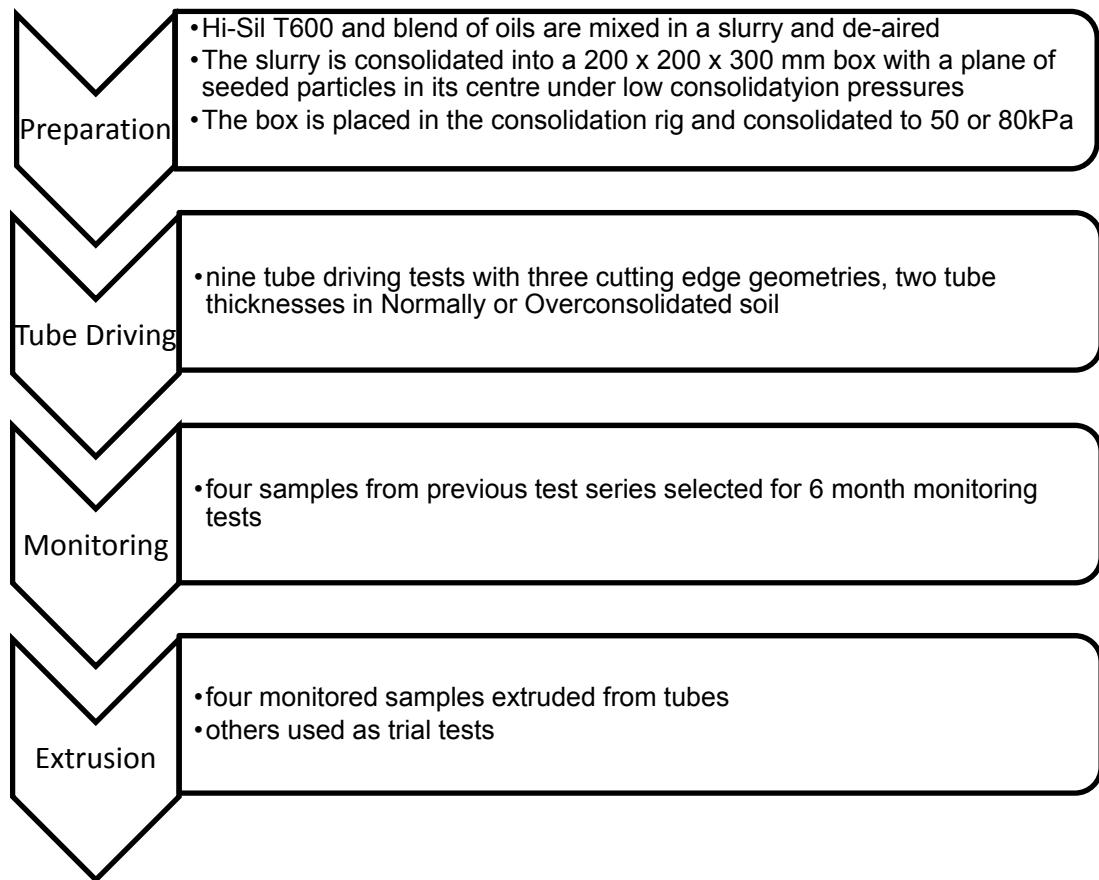 Preparation
•Hi-Sil T600 and blend of oils are mixed in a slurry and de-aired
•The slurry is consolidated into a 200 x 200 x 300 mm box with a plane of
seeded particles in its centre under low consolidatyion pressures
•The box is placed in the consolidation rig and consolidated to 50 or 80kPa
Tube Driving
•nine tube driving tests with three cutting edge geometries, two tube
thicknesses in Normally or Overconsolidated soil
Monitoring
•four samples from previous test series selected for 6 month monitoring
tests
Extrusion
•four monitored samples extruded from tubes
•others used as trial tests